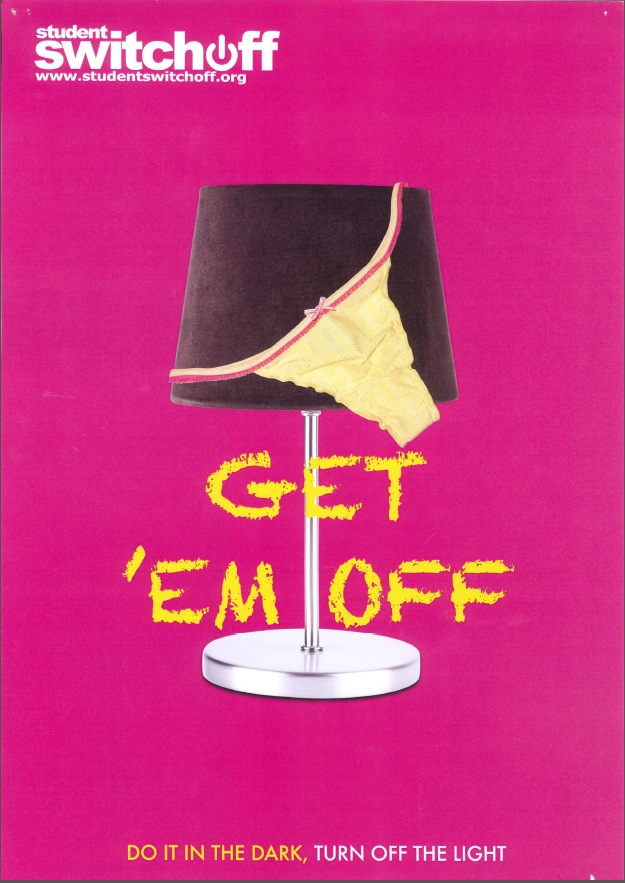 student
switchoff
www.studentswitchoff.org
GET
'EM OFF
DO IT IN THE DARK, TURN OFF THE LIGHT